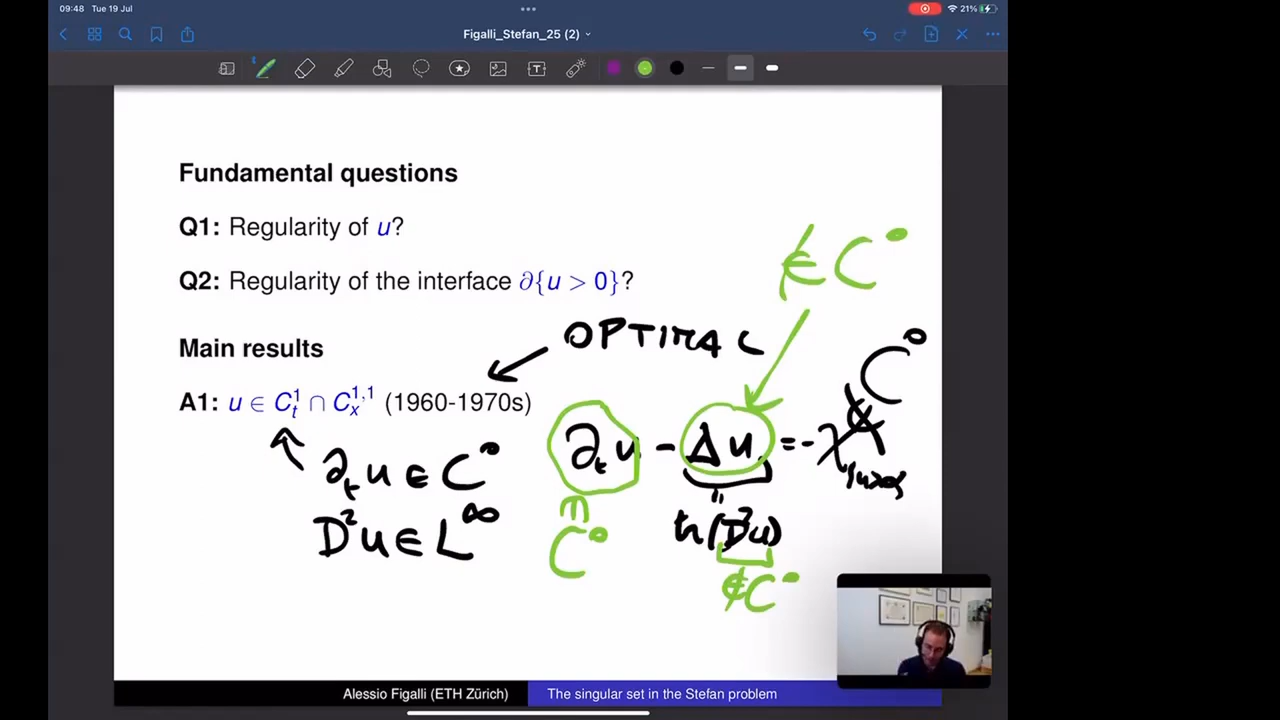 09:48 Tue 19 Jul
21%
Figalli_Stefan_25 (2)
Fundamental questions
Q1: Regularity of u?
Q2: Regularity of the interface ∂{u > 0}?
∉ C⁰
Main results
OPTIMAL
C⁰
A1: u ∈ C¹ₜ ∩ Cₓ¹,¹ (1960-1970s)
∂ₜu - Δu = -χ{u>0}
∉
∂ₜu ∈ C⁰
D²u ∈ L^∞
∈
C⁰
=
tr(D²u)
∉C⁰
Alessio Figalli (ETH Zürich)
The singular set in the Stefan problem